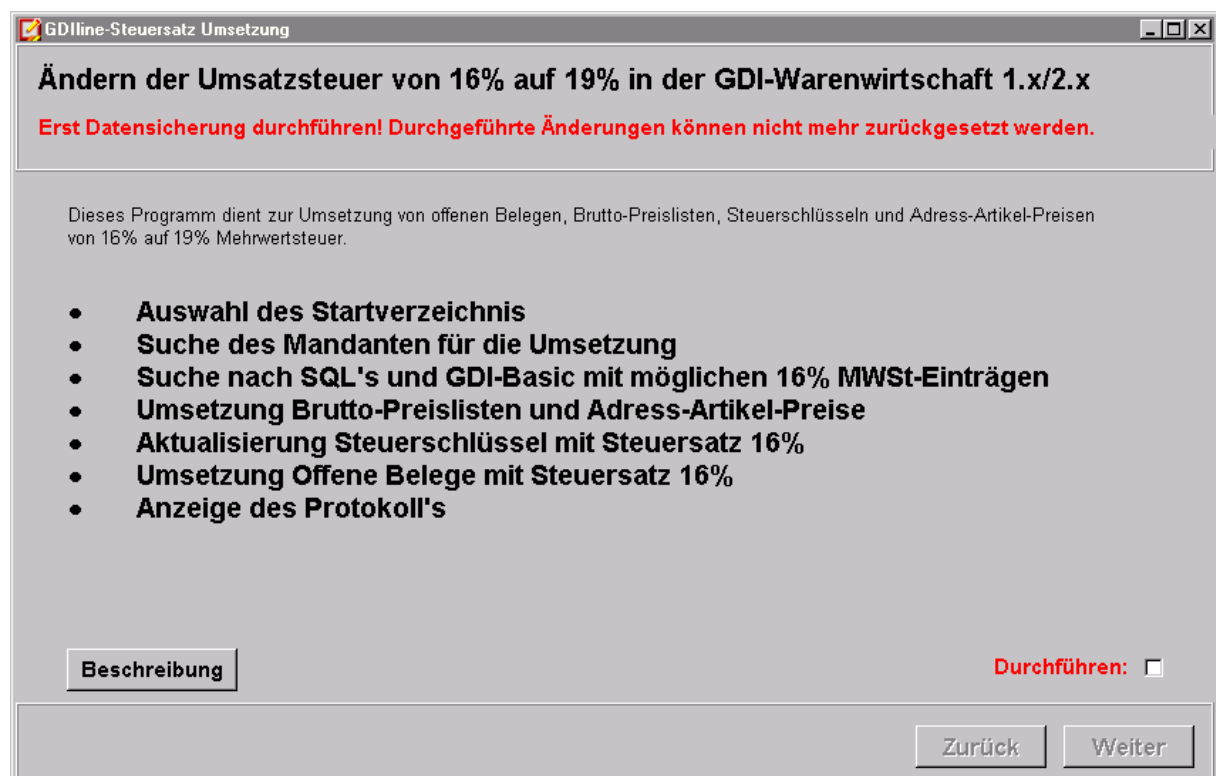 GDIline-Steuersatz Umsetzung
Ändern der Umsatzsteuer von 16% auf 19% in der GDI-Warenwirtschaft 1.x/2.x
Erst Datensicherung durchführen! Durchgeführte Änderungen können nicht mehr zurückgesetzt werden.
Dieses Programm dient zur Umsetzung von offenen Belegen, Brutto-Preislisten, Steuerschlüsseln und Adress-Artikel-Preisen
von 16% auf 19% Mehrwertsteuer.
• Auswahl des Startverzeichnis
• Suche des Mandanten für die Umsetzung
• Suche nach SQL's und GDI-Basic mit möglichen 16% MWSt-Einträgen
• Umsetzung Brutto-Preislisten und Adress-Artikel-Preise
• Aktualisierung Steuerschlüssel mit Steuersatz 16%
• Umsetzung Offene Belege mit Steuersatz 16%
• Anzeige des Protokoll's
Beschreibung
Durchführen:
Zurück
Weiter